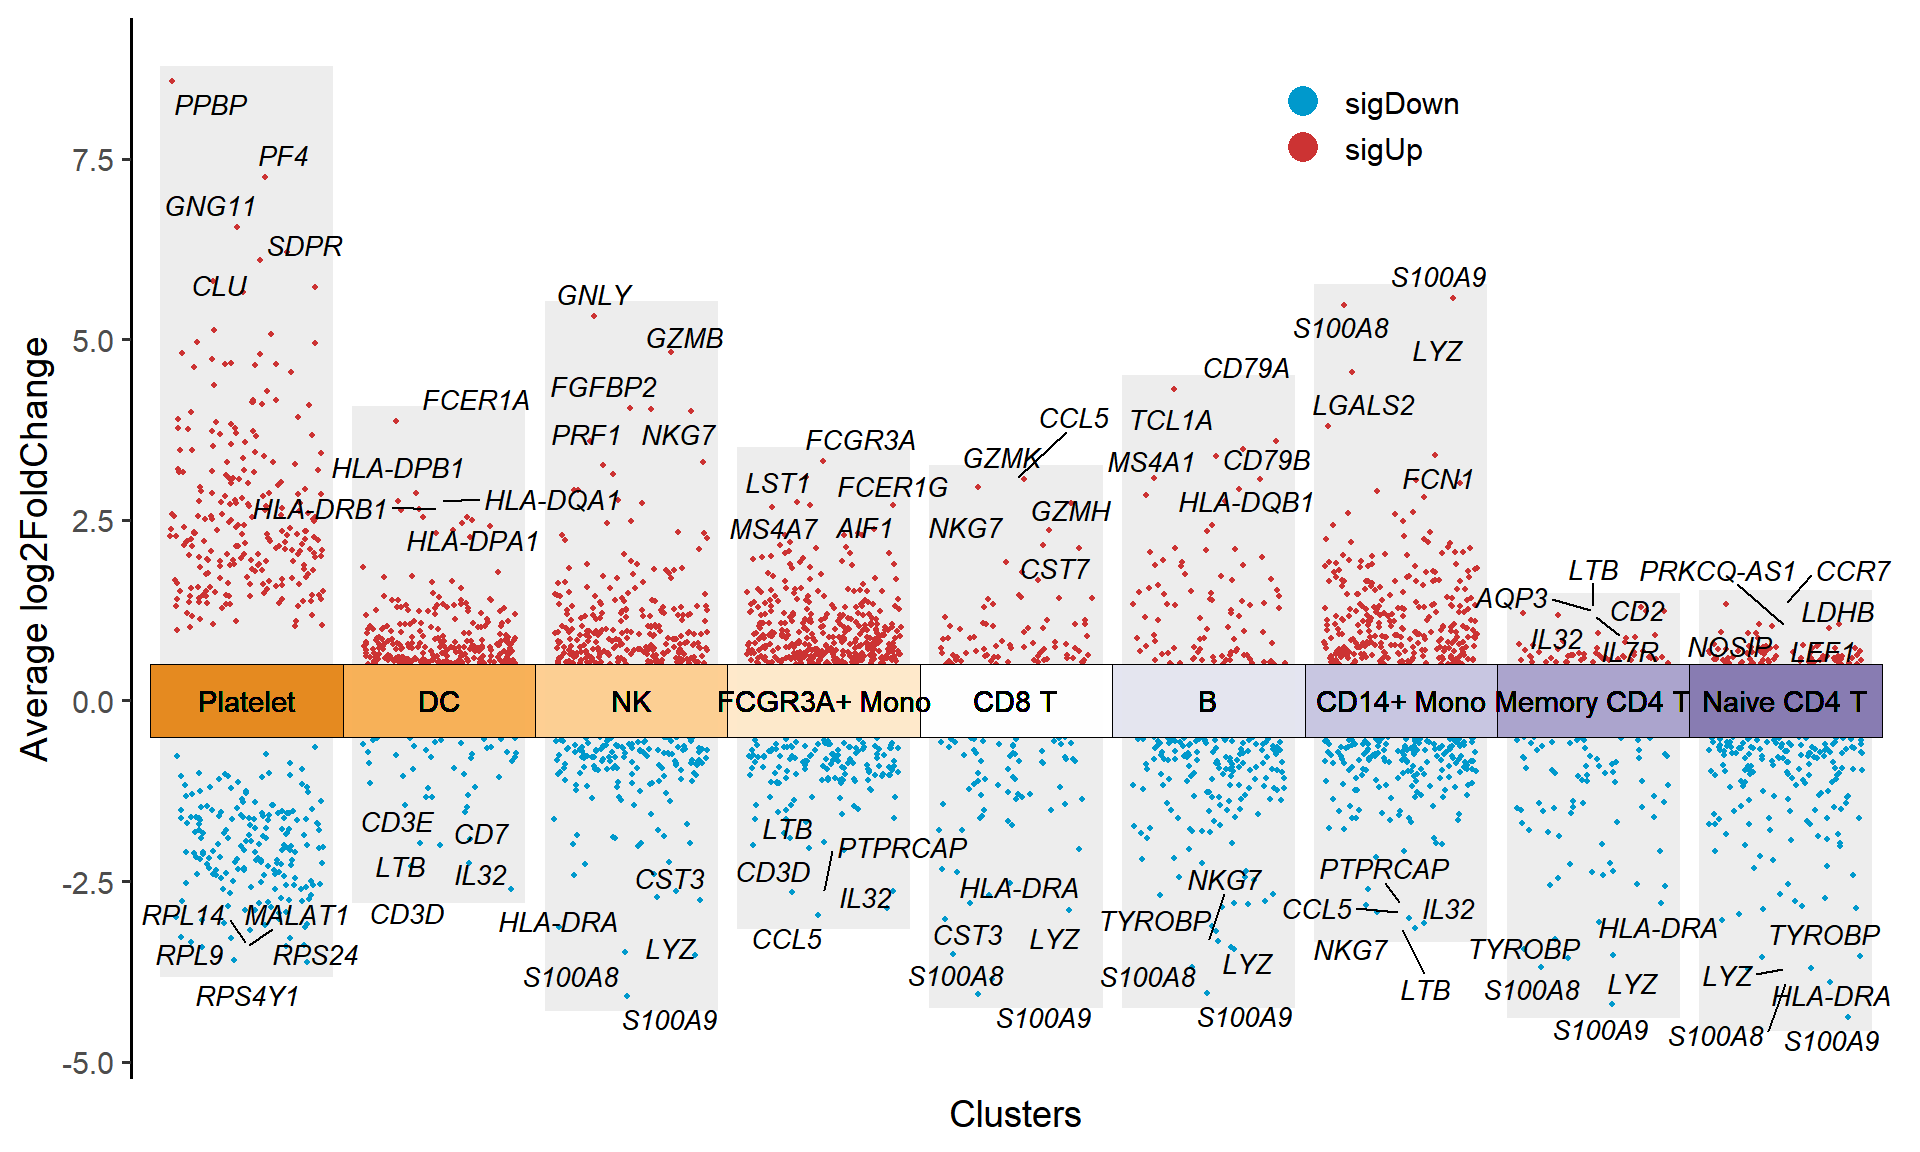 sigDown
sigUp
Average log2FoldChange
7.5
5.0
2.5
0.0
-2.5
-5.0
PPBP
PF4
GNG11
SDPR
CLU
FCER1A
HLA-DPB1
HLA-DRB1
HLA-DQA1
HLA-DPA1
GNLY
GZMB
FGFBP2
PRF1
NKG7
FCGR3A
LST1
FCER1G
MS4A7
AIF1
CCL5
GZMK
NKG7
GZMH
CST7
CD79A
TCL1A
MS4A1
CD79B
HLA-DQB1
S100A9
S100A8
LYZ
LGALS2
FCN1
LTB
AQP3
CD2
IL32
IL7R
PRKCQ-AS1
CCR7
LDHB
NOSIP
LEF1
Platelet
DC
NK
FCGR3A+ Mono
CD8 T
B
CD14+ Mono
Memory CD4 T
Naive CD4 T
RPL14
MALAT1
RPL9
RPS24
RPS4Y1
CD3E
CD7
LTB
IL32
CD3D
CST3
HLA-DRA
LYZ
S100A8
S100A9
LTB
PTPRCAP
CD3D
IL32
CCL5
HLA-DRA
CST3
LYZ
S100A8
S100A9
NKG7
TYROBP
LYZ
S100A8
S100A9
PTPRCAP
CCL5
IL32
NKG7
LTB
HLA-DRA
TYROBP
LYZ
S100A8
S100A9
TYROBP
LYZ
HLA-DRA
S100A8
S100A9
Clusters